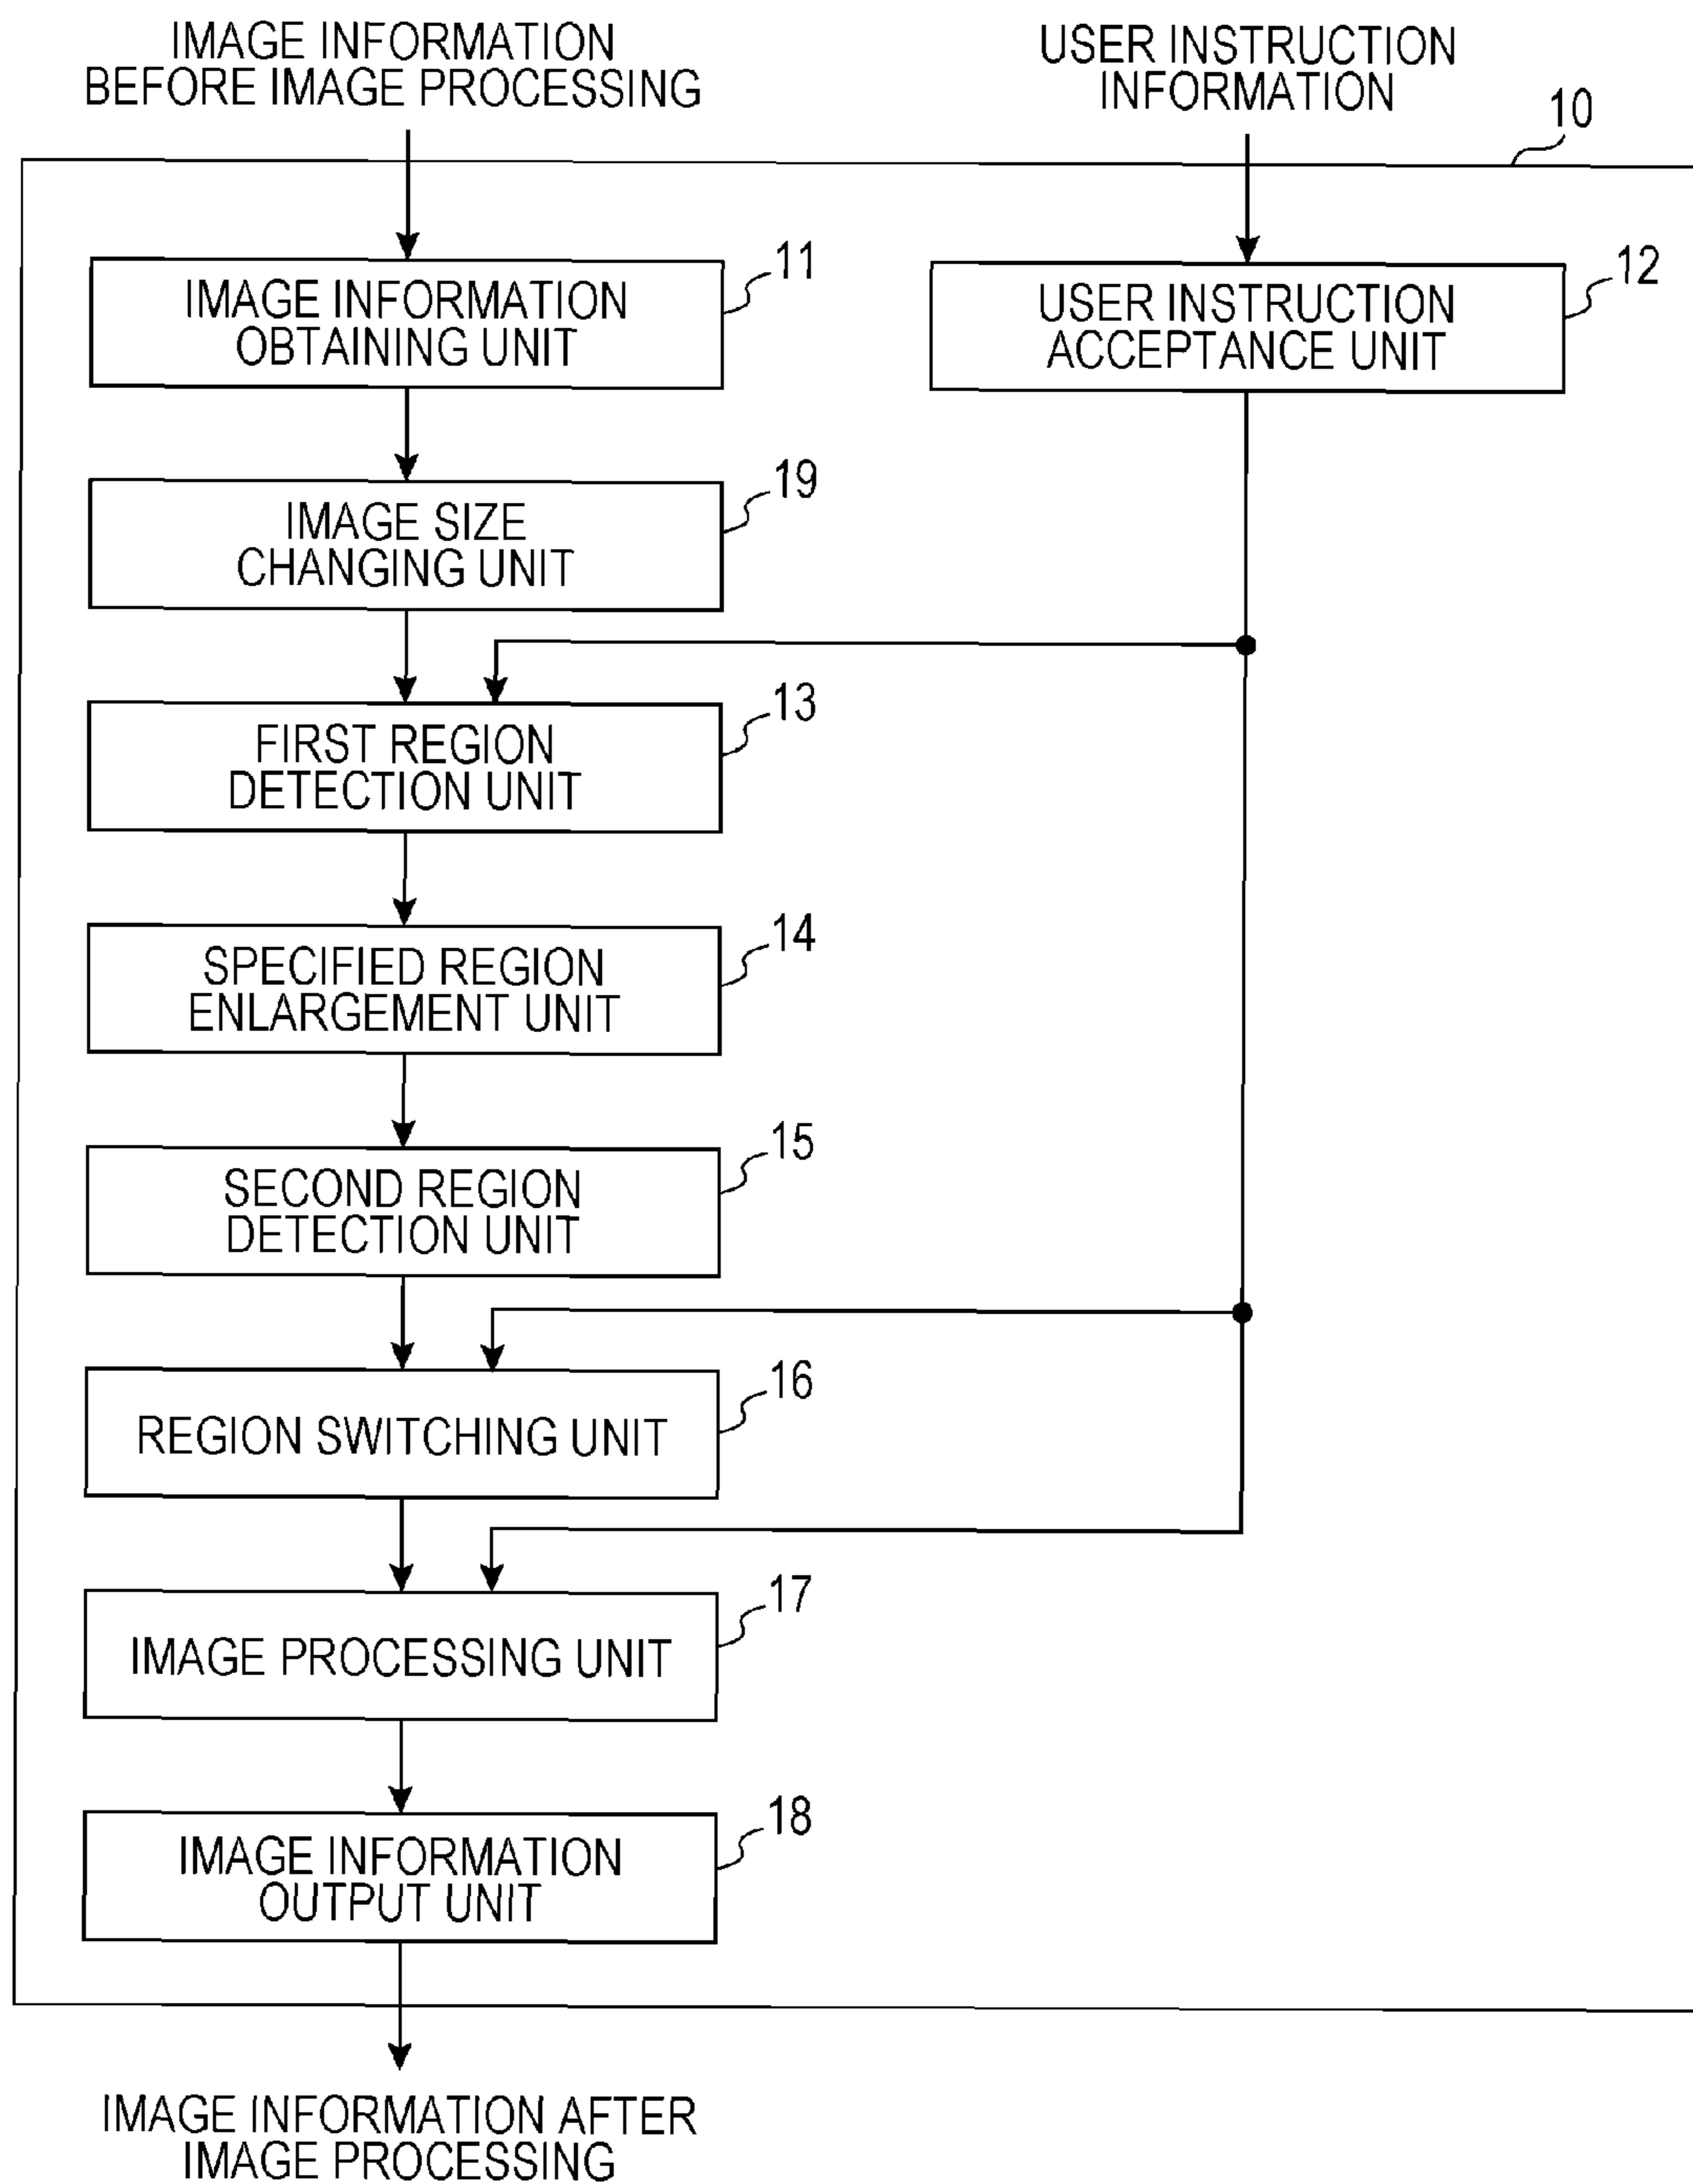 IMAGE INFORMATION
BEFORE IMAGE PROCESSING
USER INSTRUCTION
INFORMATION
10
IMAGE INFORMATION
OBTAINING UNIT
11
USER INSTRUCTION
ACCEPTANCE UNIT
12
IMAGE SIZE
CHANGING UNIT
19
FIRST REGION
DETECTION UNIT
13
SPECIFIED REGION
ENLARGEMENT UNIT
14
SECOND REGION
DETECTION UNIT
15
REGION SWITCHING UNIT
16
IMAGE PROCESSING UNIT
17
IMAGE INFORMATION
OUTPUT UNIT
18
IMAGE INFORMATION AFTER
IMAGE PROCESSING